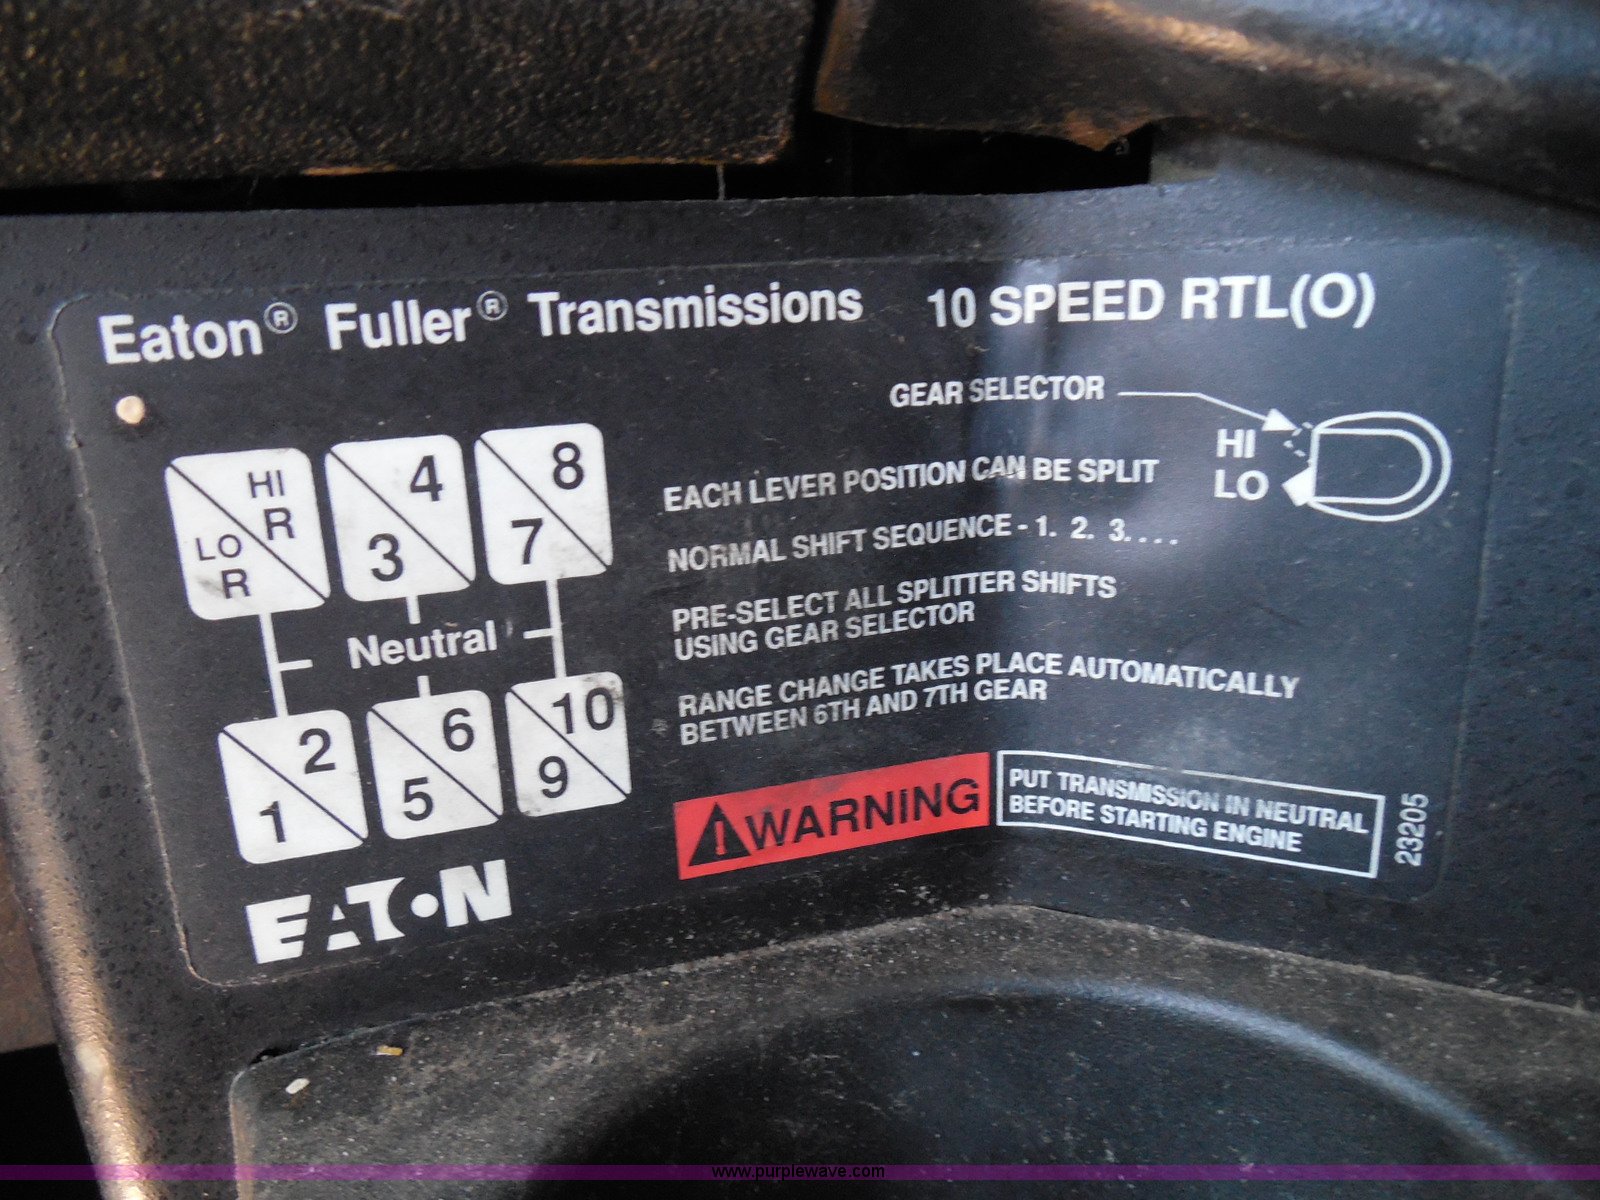 Eaton® Fuller® Transmissions 10 SPEED RTL(O)
GEAR SELECTOR
HI
LO
HI
R
LO
R
4
3
8
7
Neutral
2
1
6
5
10
9
EACH LEVER POSITION CAN BE SPLIT
NORMAL SHIFT SEQUENCE - 1. 2. 3. . . .
PRE-SELECT ALL SPLITTER SHIFTS
USING GEAR SELECTOR
RANGE CHANGE TAKES PLACE AUTOMATICALLY
BETWEEN 6TH AND 7TH GEAR
WARNING
PUT TRANSMISSION IN NEUTRAL
BEFORE STARTING ENGINE
23205
EATON
www.purplewave.com